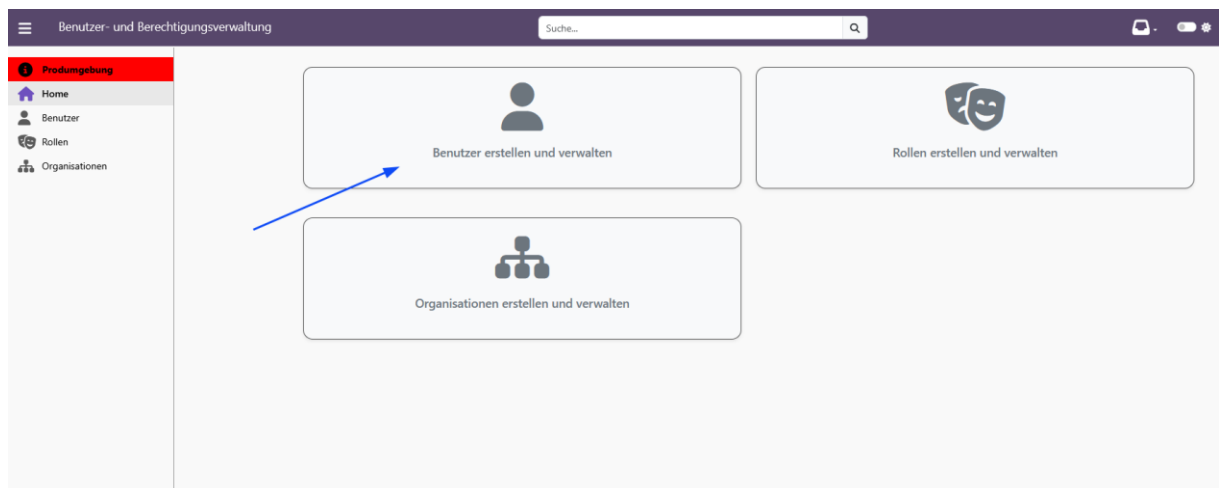 Benutzer- und Berechtigungsverwaltung
Suche...
Produmgebung
Home
Benutzer
Rollen
Organisationen
Benutzer erstellen und verwalten
Rollen erstellen und verwalten
Organisationen erstellen und verwalten